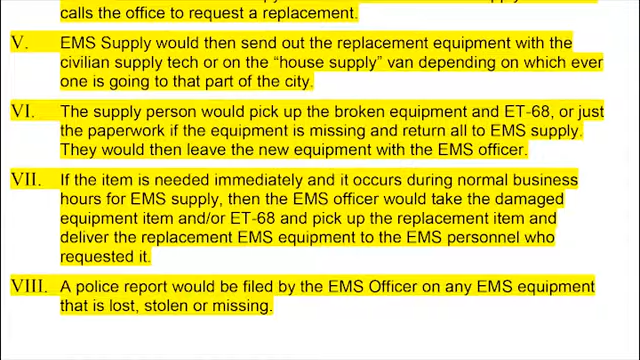 calls the office to request a replacement.
V. EMS Supply would then send out the replacement equipment with the
civilian supply tech or on the “house supply” van depending on which ever
one is going to that part of the city.
VI. The supply person would pick up the broken equipment and ET-68, or just
the paperwork if the equipment is missing and return all to EMS supply.
They would then leave the new equipment with the EMS officer.
VII. If the item is needed immediately and it occurs during normal business
hours for EMS supply, then the EMS officer would take the damaged
equipment item and/or ET-68 and pick up the replacement item and
deliver the replacement EMS equipment to the EMS personnel who
requested it.
VIII. A police report would be filed by the EMS Officer on any EMS equipment
that is lost, stolen or missing.